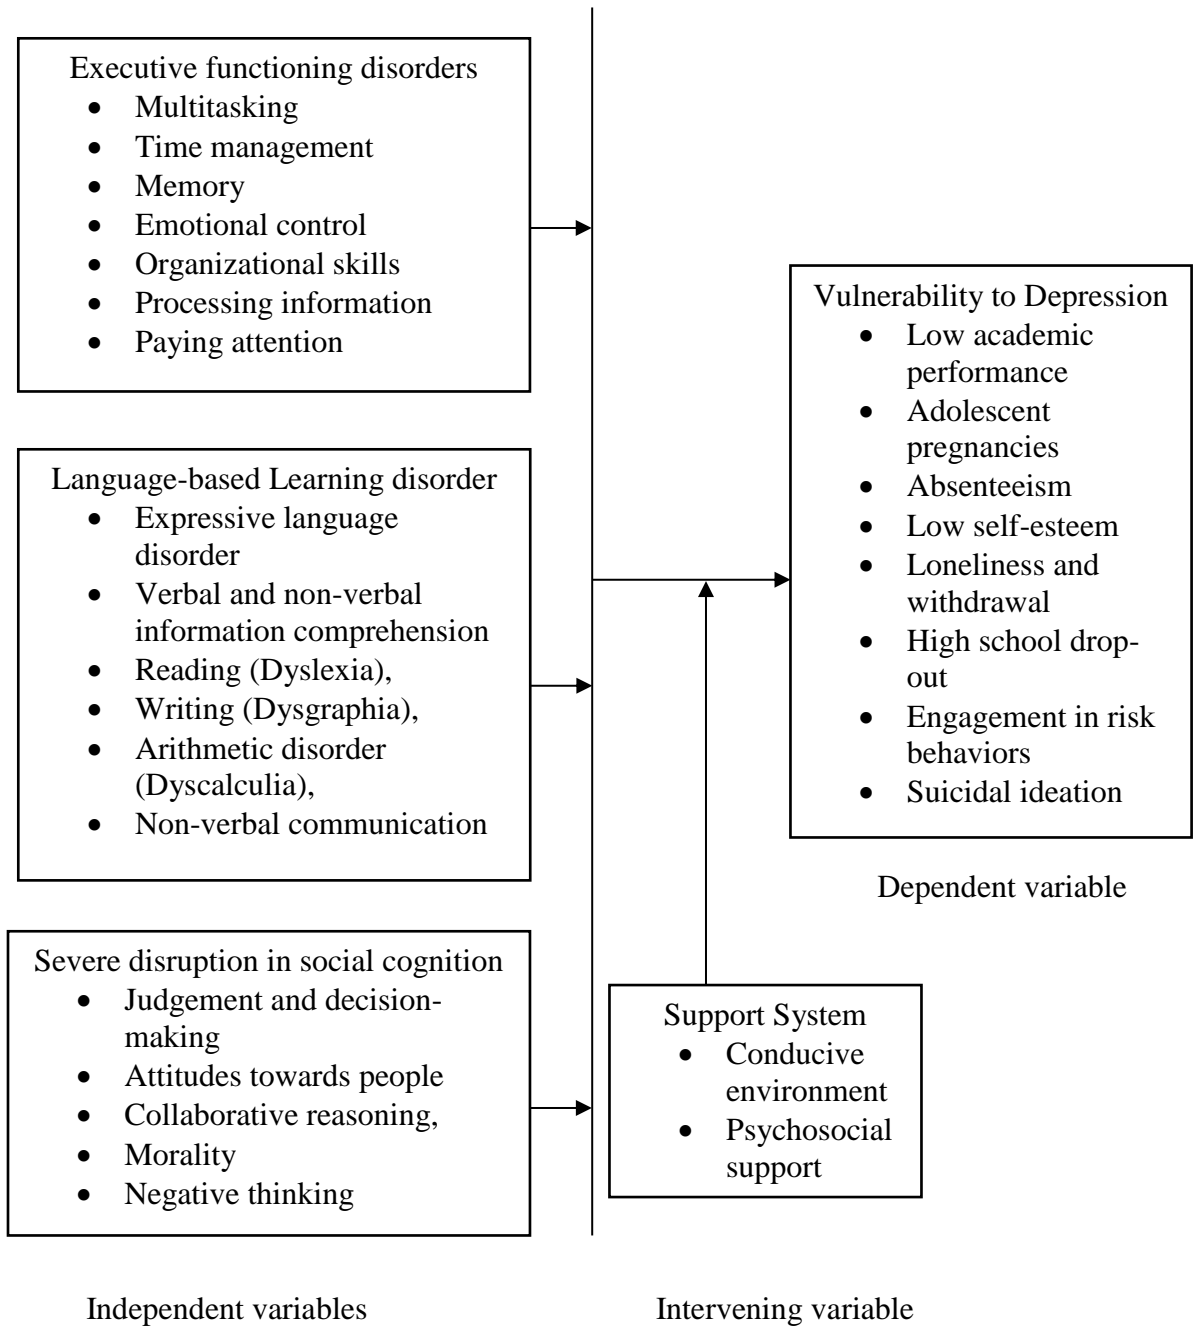 Executive functioning disorders
• Multitasking
• Time management
• Memory
• Emotional control
• Organizational skills
• Processing information
• Paying attention
Language-based Learning disorder
• Expressive language
disorder
• Verbal and non-verbal
information comprehension
• Reading (Dyslexia),
• Writing (Dysgraphia),
• Arithmetic disorder
(Dyscalculia),
• Non-verbal communication
Severe disruption in social cognition
• Judgement and decision-
making
• Attitudes towards people
• Collaborative reasoning,
• Morality
• Negative thinking
Independent variables
Support System
• Conducive
environment
• Psychosocial
support
Intervening variable
Vulnerability to Depression
• Low academic
performance
• Adolescent
pregnancies
• Absenteeism
• Low self-esteem
• Loneliness and
withdrawal
• High school drop-
out
• Engagement in risk
behaviors
• Suicidal ideation
Dependent variable